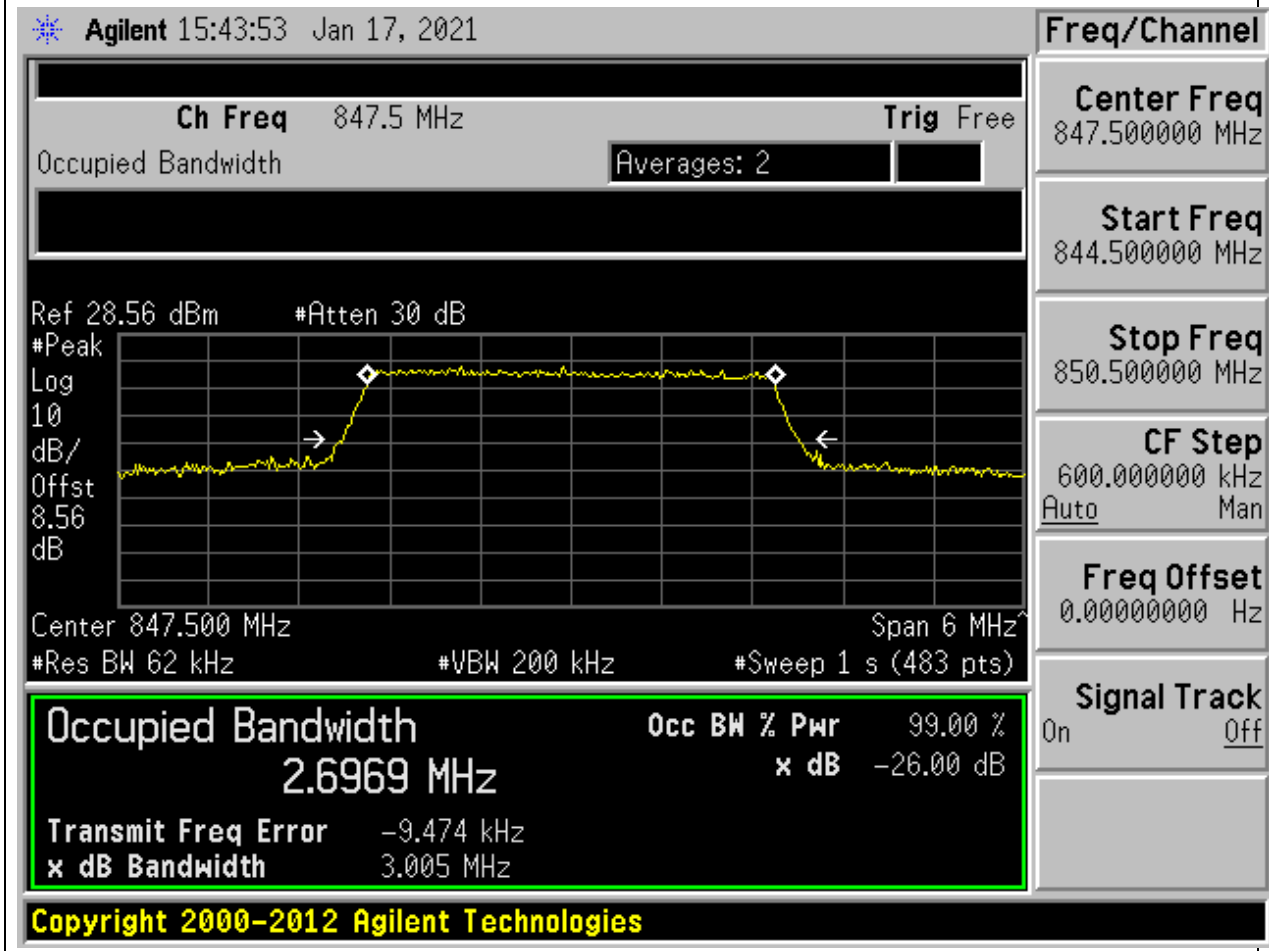 Agilent 15:43:53 Jan 17, 2021
Freq/Channel
Ch Freq 847.5 MHz Trig Free
Occupied Bandwidth Averages: 2
Center Freq
847.500000 MHz
Start Freq
844.500000 MHz
Stop Freq
850.500000 MHz
CF Step
600.000000 kHz
Auto Man
Freq Offset
0.00000000 Hz
Signal Track
On Off
Ref 28.56 dBm #Atten 30 dB
#Peak
Log
10
dB/
Offst
8.56
dB
Center 847.500 MHz Span 6 MHz^
#Res BW 62 kHz #VBW 200 kHz #Sweep 1 s (483 pts)
Occupied Bandwidth Occ BW % Pwr 99.00 %
2.6969 MHz x dB -26.00 dB
Transmit Freq Error -9.474 kHz
x dB Bandwidth 3.005 MHz
Copyright 2000-2012 Agilent Technologies